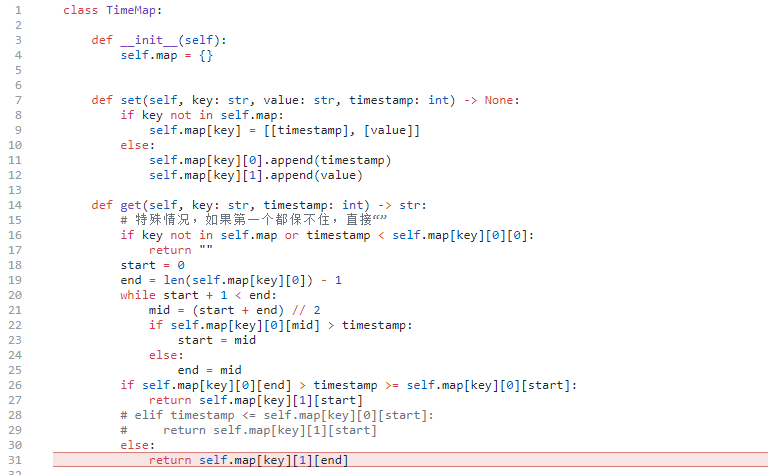 1 class TimeMap:
2
3     def __init__(self):
4         self.map = {}
5
6
7     def set(self, key: str, value: str, timestamp: int) -> None:
8         if key not in self.map:
9             self.map[key] = [[timestamp], [value]]
10         else:
11             self.map[key][0].append(timestamp)
12             self.map[key][1].append(value)
13
14     def get(self, key: str, timestamp: int) -> str:
15         # 特殊情况，如果第一个都保不住，直接“”
16         if key not in self.map or timestamp < self.map[key][0][0]:
17             return ""
18         start = 0
19         end = len(self.map[key][0]) - 1
20         while start + 1 < end:
21             mid = (start + end) // 2
22             if self.map[key][0][mid] > timestamp:
23                 start = mid
24             else:
25                 end = mid
26         if self.map[key][0][end] > timestamp >= self.map[key][0][start]:
27             return self.map[key][1][start]
28         # elif timestamp <= self.map[key][0][start]:
29         #     return self.map[key][1][start]
30         else:
31             return self.map[key][1][end]
32